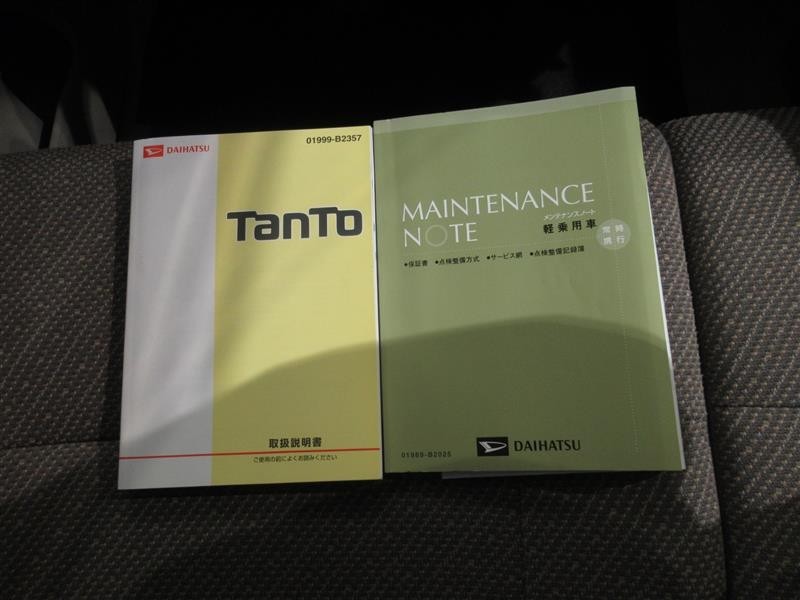 DAIHATSU
01999-B2357
TanTo
取扱説明書
ご使用の前によくお読みください
MAINTENANCE
NOTE
メンテナンスノート
軽乗用車
常時
携行
●保証書 ●点検整備方式 ●サービス網 ●点検整備記録簿
01989-B2025
DAIHATSU